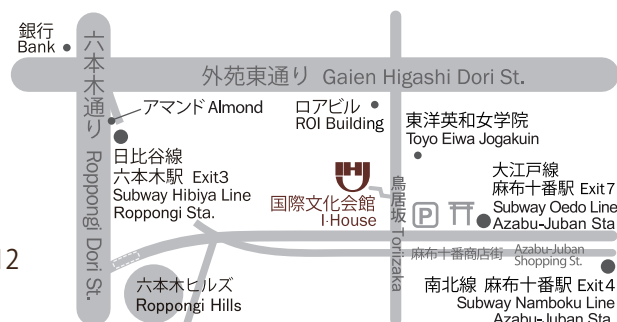 銀行
Bank
六本木通り Roppongi Dori St.
外苑東通り Gaien Higashi Dori St.
アマンド Almond
ロアビル
ROI Building
東洋英和女学院
Toyo Eiwa Jogakuin
日比谷線
六本木駅 Exit3
Subway Hibiya Line
Roppongi Sta.
国際文化会館
I-House
鳥居坂 Toriizaka
P
大江戸線
麻布十番駅 Exit7
Subway Oedo Line
Azabu-Juban Sta
麻布十番商店街 Azabu-Juban
Shopping St.
12
六本木ヒルズ
Roppongi Hills
南北線 麻布十番駅 Exit4
Subway Namboku Line
Azabu-Juban Sta.